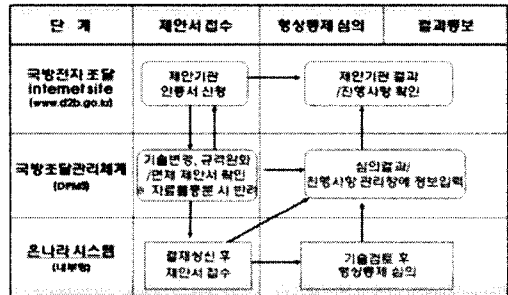 단 계
제안서 접수
형상통제 심의
결과통보
국방전자조달
internet site
(www.d2b.go.kr)
제안기관
인증서 신청
제안기관 결과
/진행사항 확인
국방조달관리체계
(DPMS)
기술변경, 규격완화
/면제 제안서 확인
※ 자료불충분 시 반려
심의결과/
진행사항 관리창에 정보입력
온나라 시스템
(내부망)
결재상신 후
제안서 접수
기술검토 후
형상통제 심의